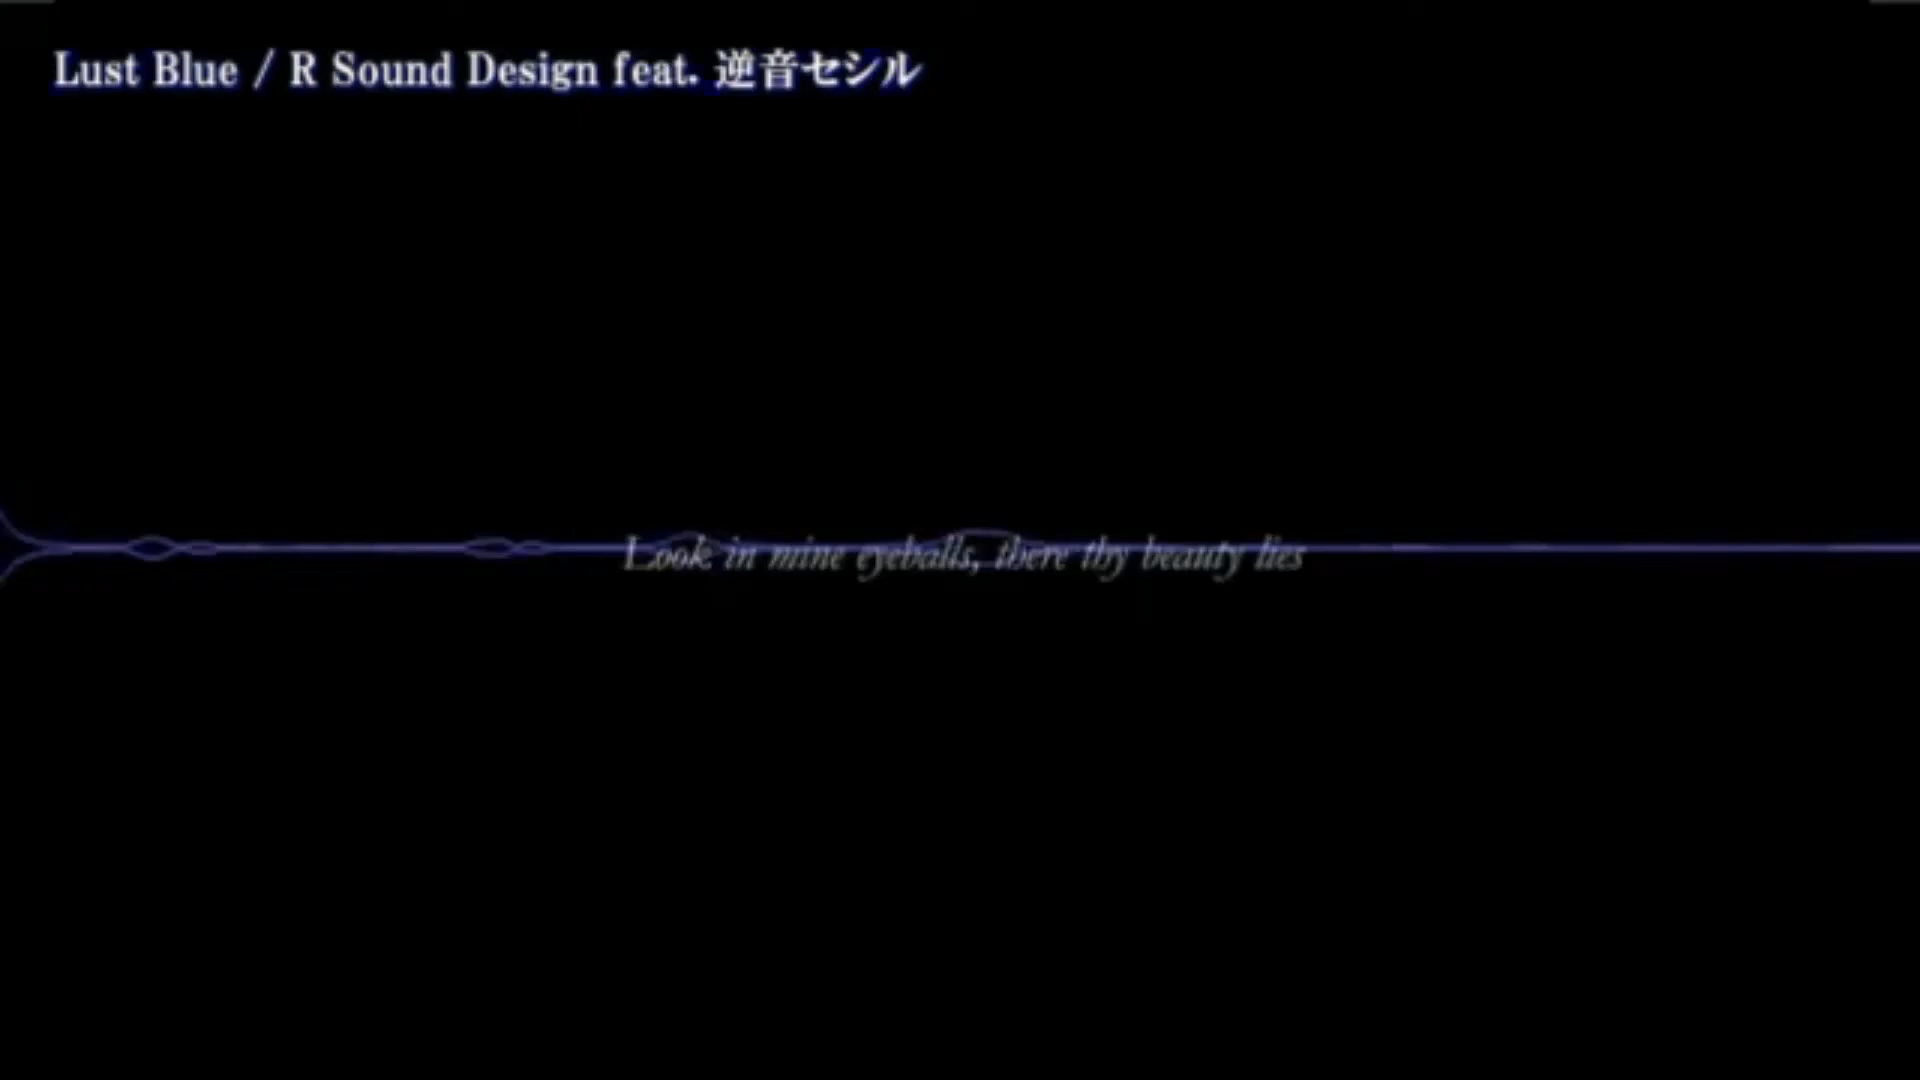 Lust Blue / R Sound Design feat. 逆音セシル
Look in mine eyeballs, there thy beauty lies